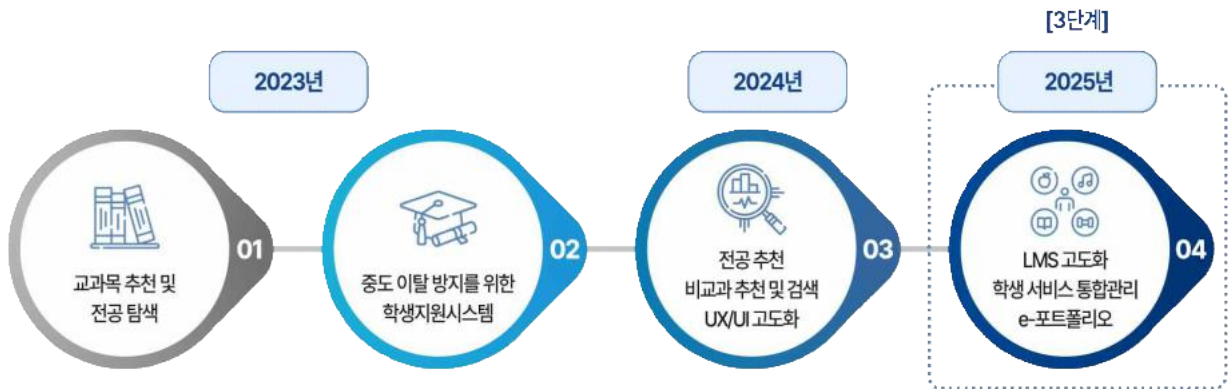 [3단계]
2023년
2024년
2025년
01
교과목 추천 및
전공 탐색
02
중도 이탈 방지를 위한
학생지원시스템
03
전공 추천
비교과 추천 및 검색
UX/UI 고도화
04
LMS 고도화
학생 서비스 통합관리
e-포트폴리오